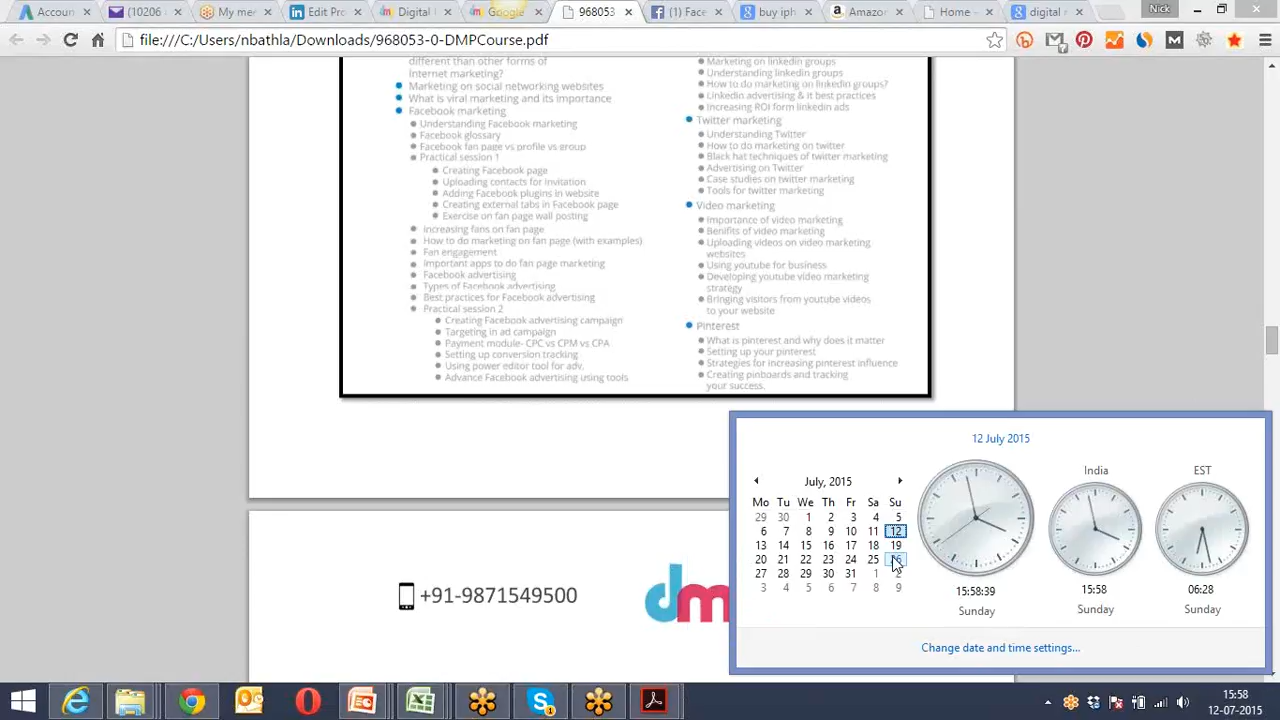 Accoun
(10206
My me
Edit Pro
Digital
Google
968053
(1) Face
buy iph
Amazo
Home –
digital
Nick
file:///C:/Users/nbathla/Downloads/968053-0-DMPCourse.pdf
different than other forms of
Internet marketing?
Marketing on social networking websites
What is viral marketing and its importance
Facebook marketing
Understanding Facebook marketing
Facebook glossary
Facebook fan page vs profile vs group
Practical session 1
Creating Facebook page
Uploading contacts for invitation
Adding Facebook plugins in website
Creating external tabs in Facebook page
Exercise on fan page wall posting
Increasing fans on fan page
How to do marketing on fan page (with examples)
Fan engagement
Important apps to do fan page marketing
Facebook advertising
Types of Facebook advertising
Best practices for Facebook advertising
Practical session 2
Creating Facebook advertising campaign
Targeting in ad campaign
Payment module- CPC vs CPM vs CPA
Setting up conversion tracking
Using power editor tool for adv.
Advance Facebook advertising using tools
Marketing on linkedin groups
Understanding linkedin groups
How to do marketing on linkedin groups?
Linkedin advertising & it best practices
Increasing ROI form linkedin ads
Twitter marketing
Understanding Twitter
How to do marketing on twitter
Black hat techniques of twitter marketing
Advertising on Twitter
Case studies on twitter marketing
Tools for twitter marketing
Video marketing
Importance of video marketing
Benifits of video marketing
Uploading videos on video marketing
websites
Using youtube for business
Developing youtube video marketing
strategy
Bringing visitors from youtube videos
to your website
Pinterest
What is pinterest and why does it matter
Setting up your pinterest
Strategies for increasing pinterest influence
Creating pinboards and tracking
your success.
+91-9871549500
dm
12 July 2015
July, 2015
Mo Tu We Th Fr Sa Su
29 30 1 2 3 4 5
6 7 8 9 10 11 12
13 14 15 16 17 18 19
20 21 22 23 24 25 26
27 28 29 30 31 1 2
3 4 5 6 7 8 9
15:58:39
Sunday
India
15:58
Sunday
EST
06:28
Sunday
Change date and time settings...
15:58
12-07-2015